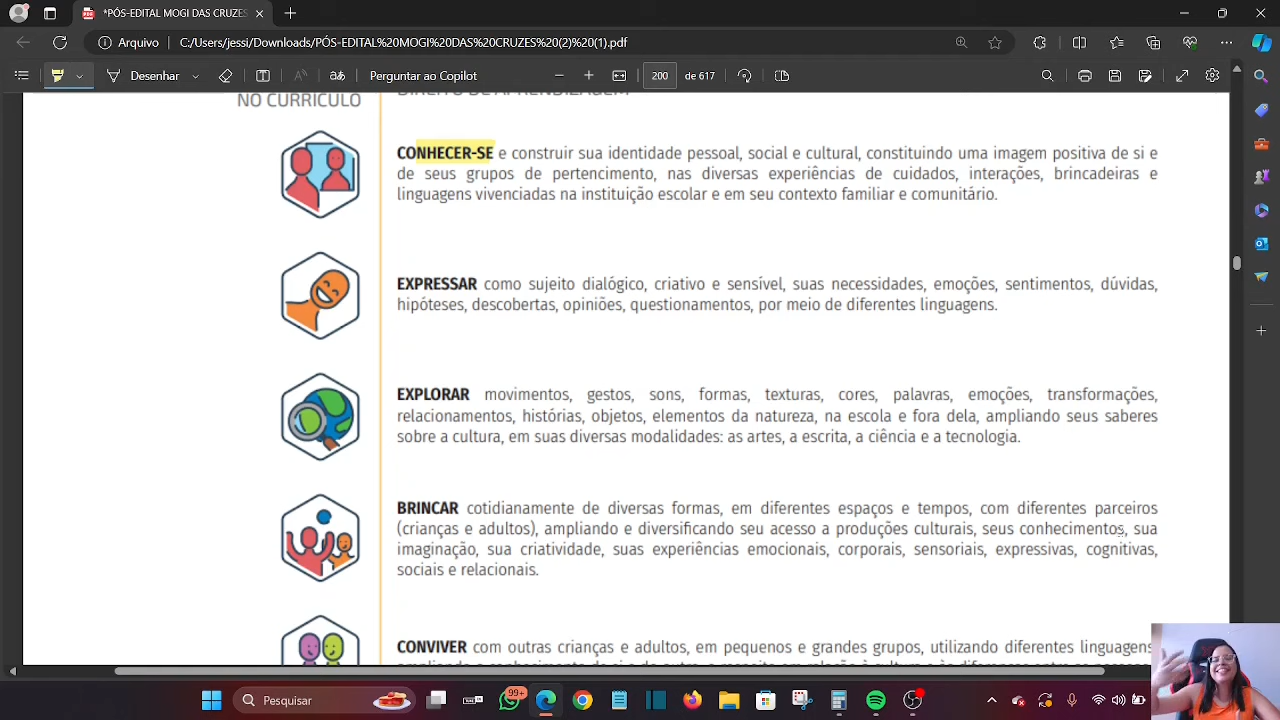 *PÓS-EDITAL MOGI DAS CRUZES
Arquivo C:/Users/jessi/Downloads/PÓS-EDITAL%20MOGI%20DAS%20CRUZES%20(2)%20(1).pdf
Desenhar Perguntar ao Copilot 200 de 617
NO CURRÍCULO
DIREITO DE APRENDIZAGEM
CONHECER-SE e construir sua identidade pessoal, social e cultural, constituindo uma imagem positiva de si e
de seus grupos de pertencimento, nas diversas experiências de cuidados, interações, brincadeiras e
linguagens vivenciadas na instituição escolar e em seu contexto familiar e comunitário.
EXPRESSAR como sujeito dialógico, criativo e sensível, suas necessidades, emoções, sentimentos, dúvidas,
hipóteses, descobertas, opiniões, questionamentos, por meio de diferentes linguagens.
EXPLORAR movimentos, gestos, sons, formas, texturas, cores, palavras, emoções, transformações,
relacionamentos, histórias, objetos, elementos da natureza, na escola e fora dela, ampliando seus saberes
sobre a cultura, em suas diversas modalidades: as artes, a escrita, a ciência e a tecnologia.
BRINCAR cotidianamente de diversas formas, em diferentes espaços e tempos, com diferentes parceiros
(crianças e adultos), ampliando e diversificando seu acesso a produções culturais, seus conhecimentos, sua
imaginação, sua criatividade, suas experiências emocionais, corporais, sensoriais, expressivas, cognitivas,
sociais e relacionais.
CONVIVER com outras crianças e adultos, em pequenos e grandes grupos, utilizando diferentes linguagens,
Pesquisar
99+